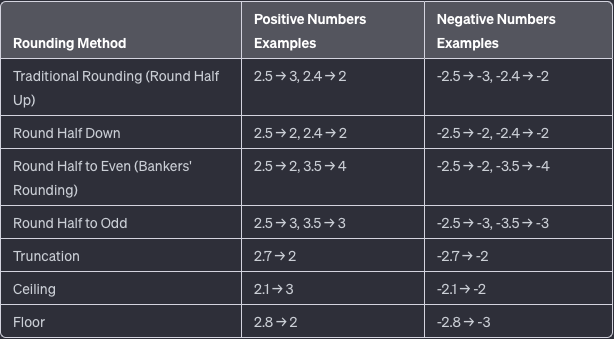 Rounding Method Positive Numbers Examples Negative Numbers Examples
Traditional Rounding (Round Half Up) 2.5 → 3, 2.4 → 2 -2.5 → -3, -2.4 → -2
Round Half Down 2.5 → 2, 2.4 → 2 -2.5 → -2, -2.4 → -2
Round Half to Even (Bankers' Rounding) 2.5 → 2, 3.5 → 4 -2.5 → -2, -3.5 → -4
Round Half to Odd 2.5 → 3, 3.5 → 3 -2.5 → -3, -3.5 → -3
Truncation 2.7 → 2 -2.7 → -2
Ceiling 2.1 → 3 -2.1 → -2
Floor 2.8 → 2 -2.8 → -3